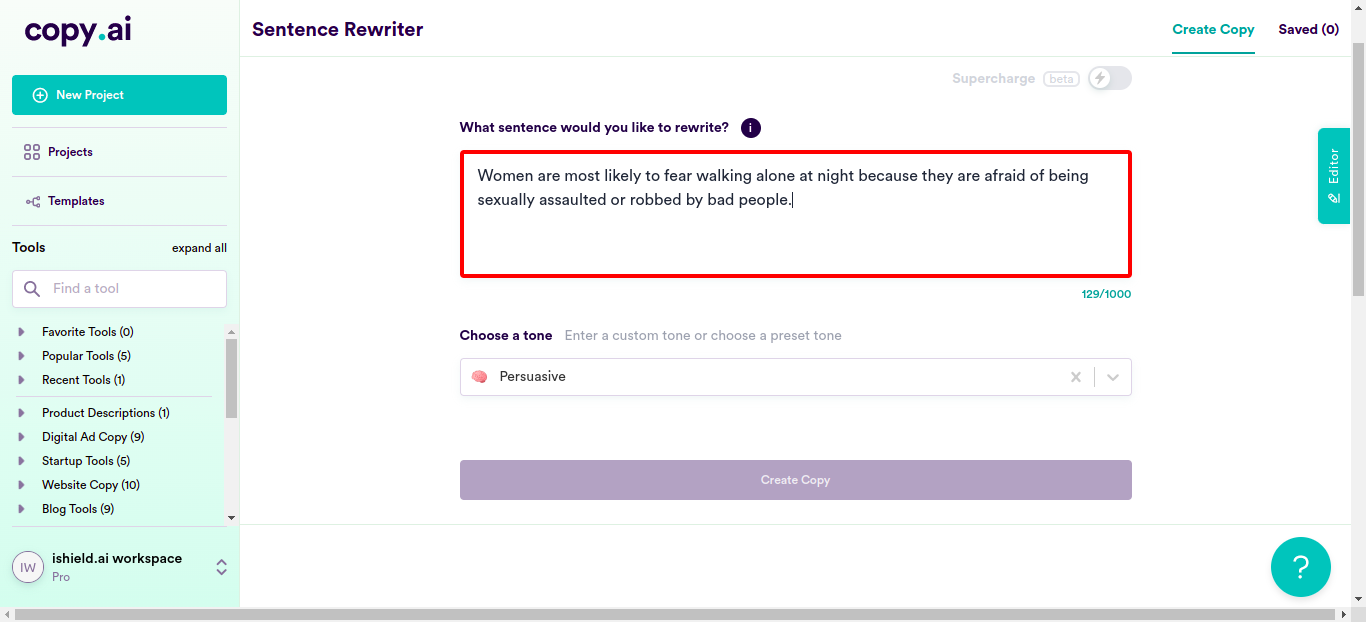 copy.ai
Sentence Rewriter
Create Copy
Saved (0)
New Project
Projects
Templates
Tools
expand all
Find a tool
Favorite Tools (0)
Popular Tools (5)
Recent Tools (1)
Product Descriptions (1)
Digital Ad Copy (9)
Startup Tools (5)
Website Copy (10)
Blog Tools (9)
IW
ishield.ai workspace
Pro
Supercharge beta
What sentence would you like to rewrite? i
Women are most likely to fear walking alone at night because they are afraid of being
sexually assaulted or robbed by bad people.
129/1000
Choose a tone Enter a custom tone or choose a preset tone
Persuasive
Create Copy
Editor
?